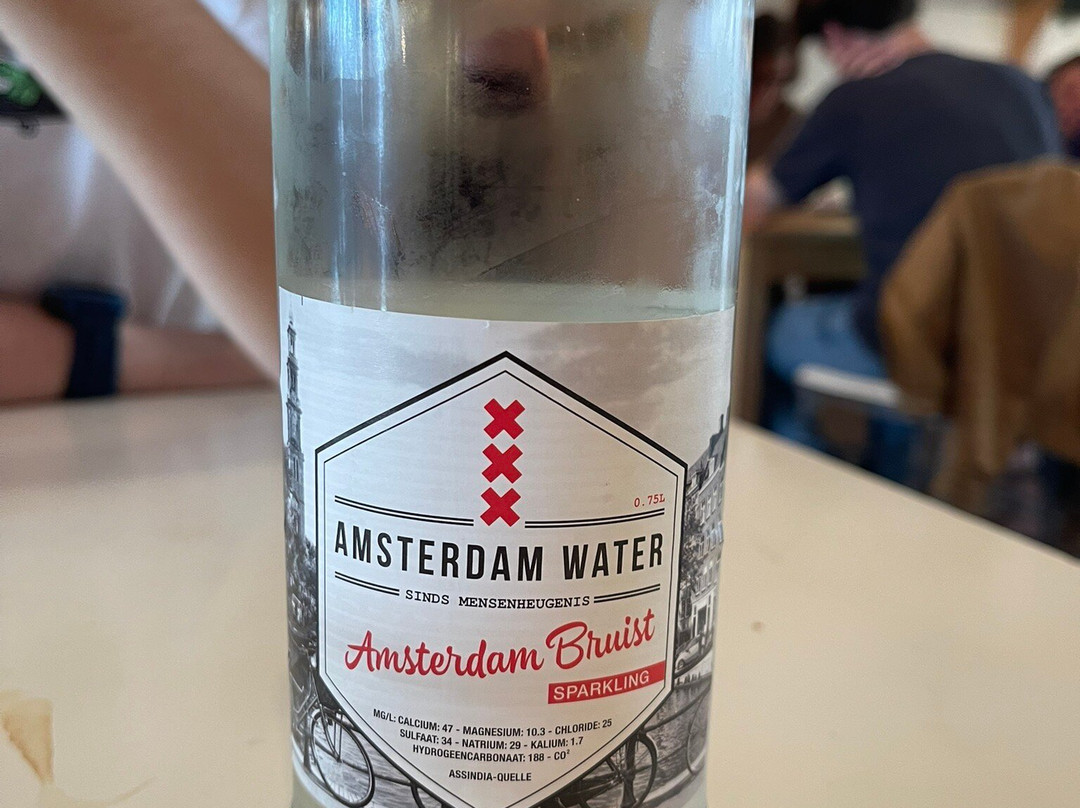 0.75L
AMSTERDAM WATER
SINDS MENSENHEUGENIS
Amsterdam Bruist
SPARKLING
MG/L: CALCIUM: 47 - MAGNESIUM: 10.3 - CHLORIDE: 25
SULFAAT: 34 - NATRIUM: 29 - KALIUM: 1.7
HYDROGEENCARBONAAT: 188 - CO²
ASSINDIA-QUELLE